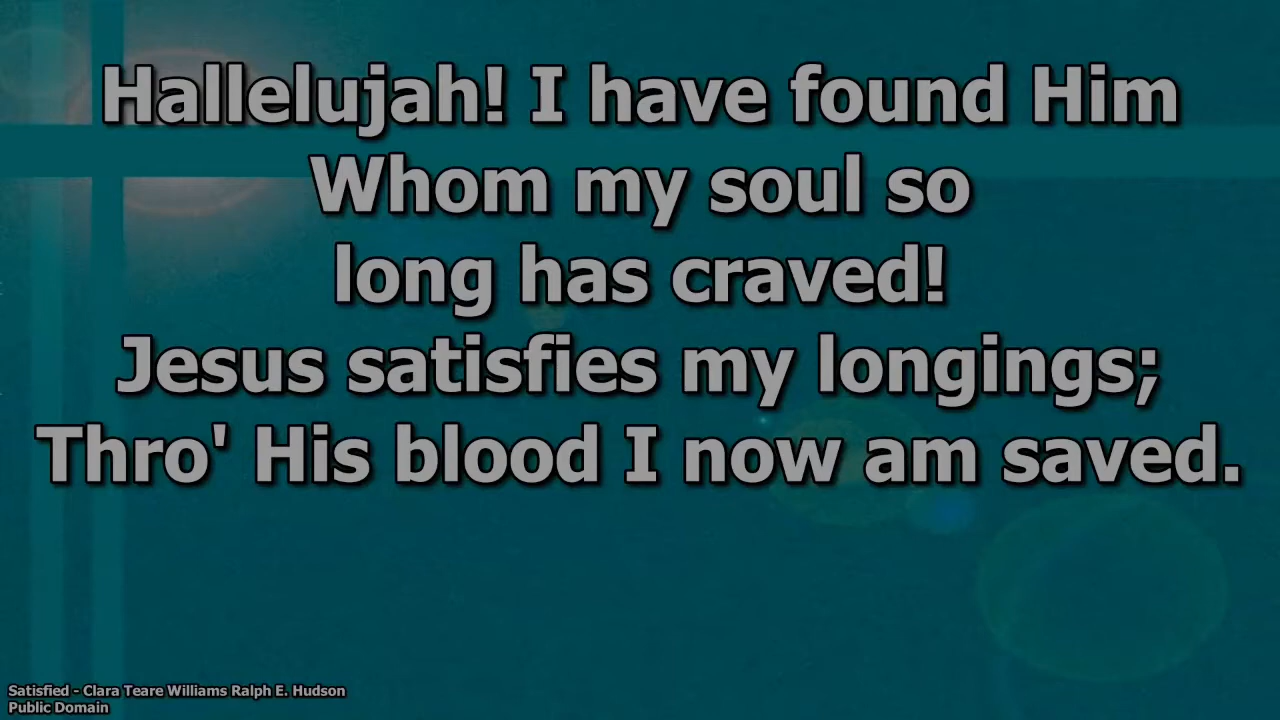 Hallelujah! I have found Him
Whom my soul so
long has craved!
Jesus satisfies my longings;
Thro' His blood I now am saved.
Satisfied - Clara Teare Williams Ralph E. Hudson
Public Domain